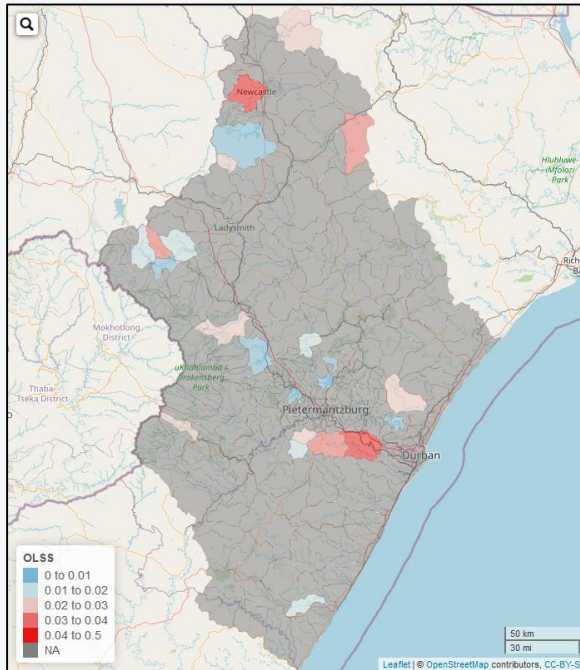 Newcastle
Hluhluwe-
iMfolozi
Park
Ladysmith
Rich
Ba
Mokhotlong
District
Thaba-
Tseka District
uKhahlamba /
Drakensberg
Park
Pietermaritzburg
Durban
OLSS
0 to 0.01
0.01 to 0.02
0.02 to 0.03
0.03 to 0.04
0.04 to 0.5
NA
50 km
30 mi
Leaflet | © OpenStreetMap contributors, CC-BY-S